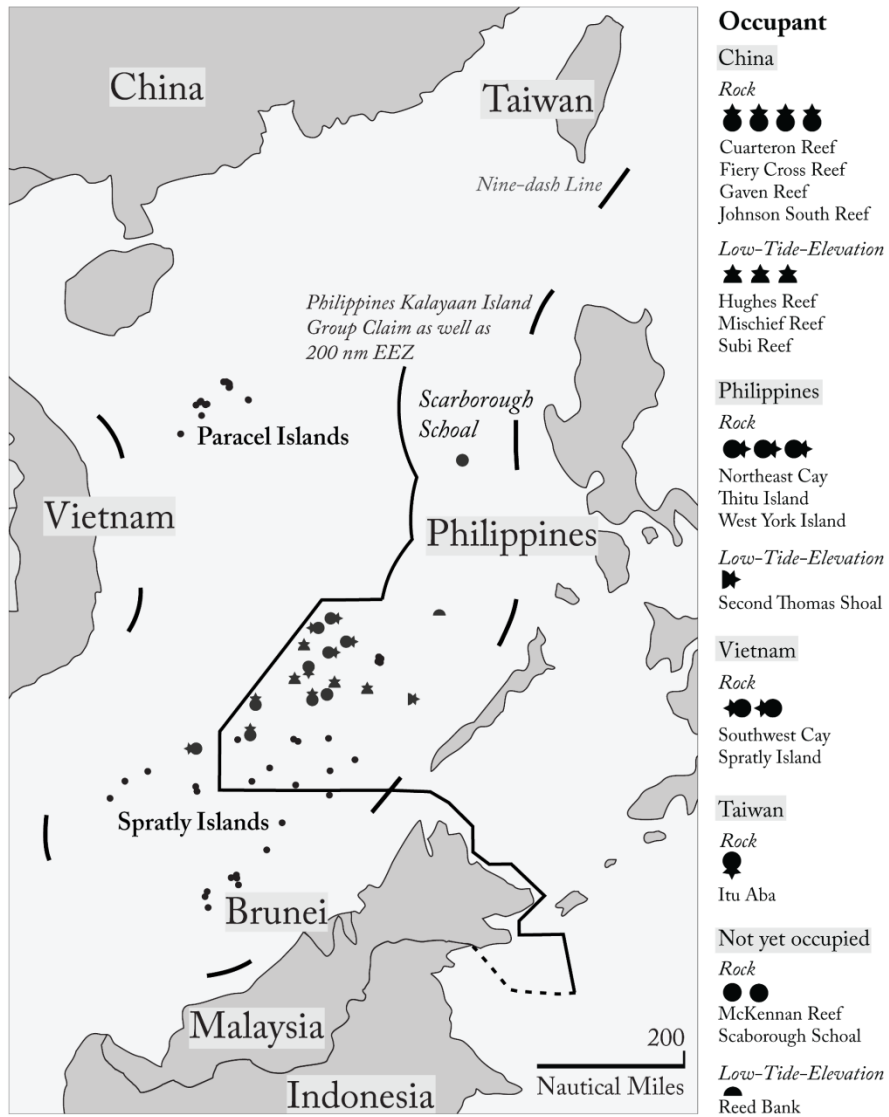 China
Taiwan
Nine-dash Line
Philippines Kalayaan Island
Group Claim as well as
200 nm EEZ
Scarborough
Schoal
Paracel Islands
Vietnam
Philippines
Spratly Islands
Brunei
Malaysia
Indonesia
200
Nautical Miles
Occupant
China
Rock
Cuarteron Reef
Fiery Cross Reef
Gaven Reef
Johnson South Reef
Low-Tide-Elevation
Hughes Reef
Mischief Reef
Subi Reef
Philippines
Rock
Northeast Cay
Thitu Island
West York Island
Low-Tide-Elevation
Second Thomas Shoal
Vietnam
Rock
Southwest Cay
Spratly Island
Taiwan
Rock
Itu Aba
Not yet occupied
Rock
McKennan Reef
Scaborough Schoal
Low-Tide-Elevation
Reed Bank